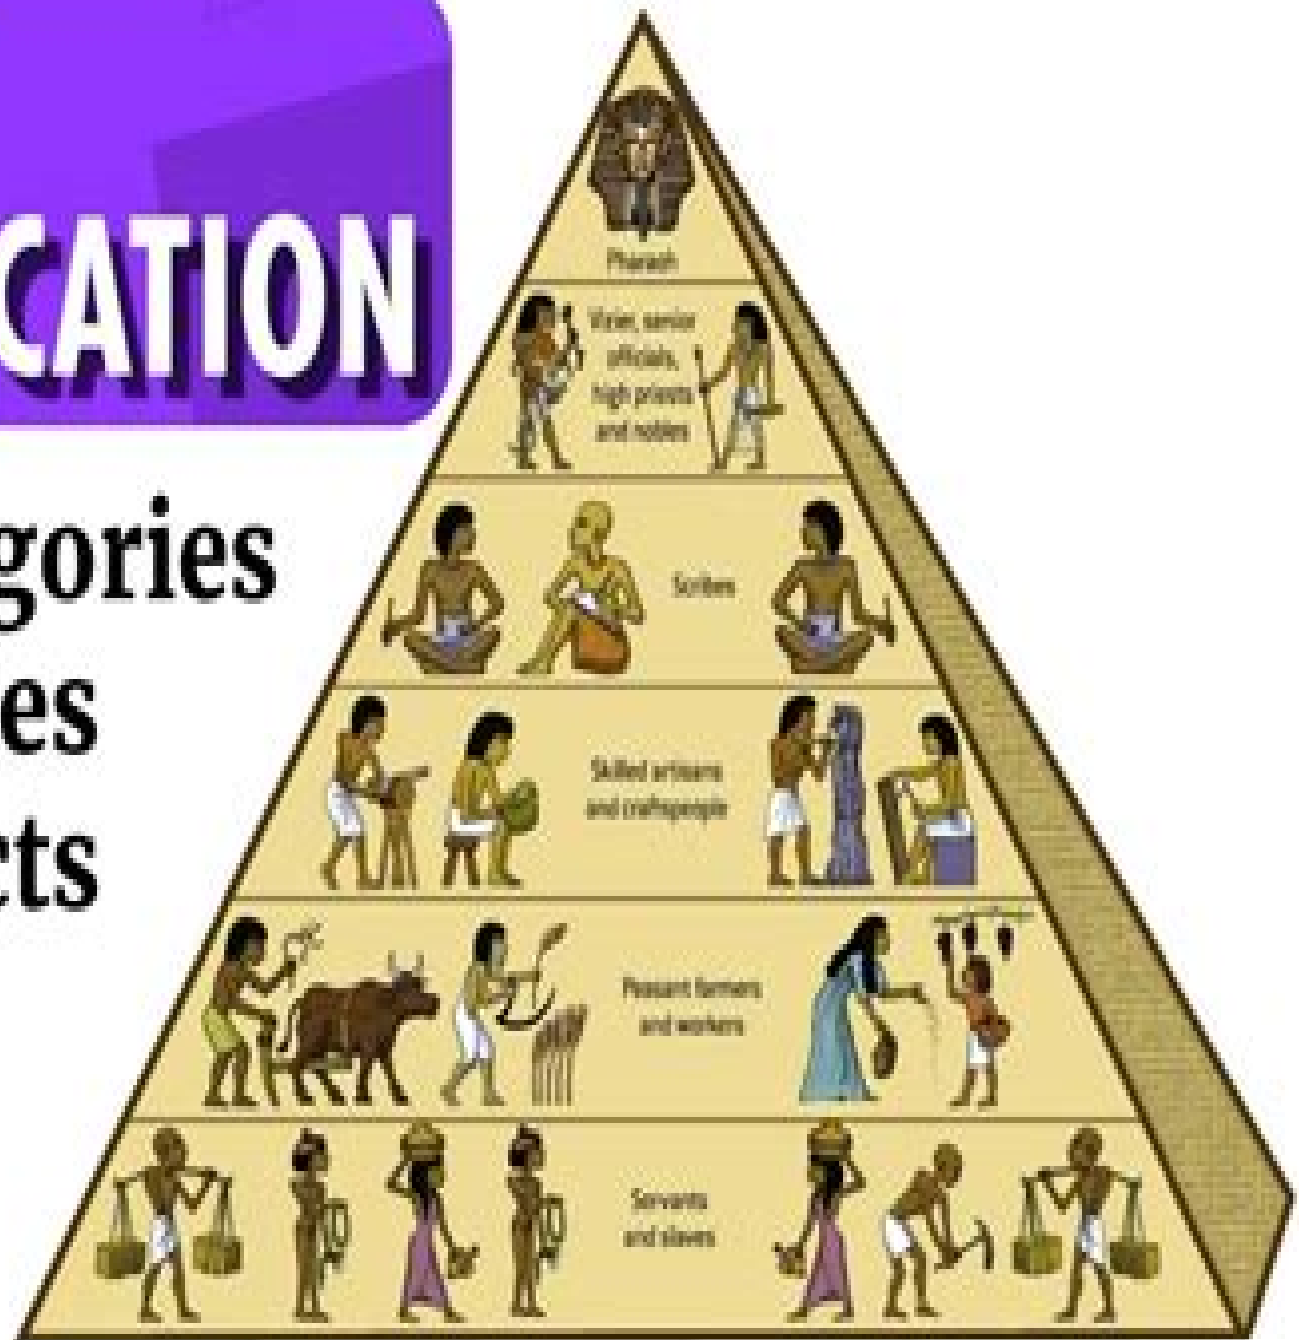 CATION
gories
es
cts
Pharaoh
Vizier, senior
officials,
high priests
and nobles
Scribes
Skilled artisans
and craftspeople
Peasant farmers
and workers
Servants
and slaves